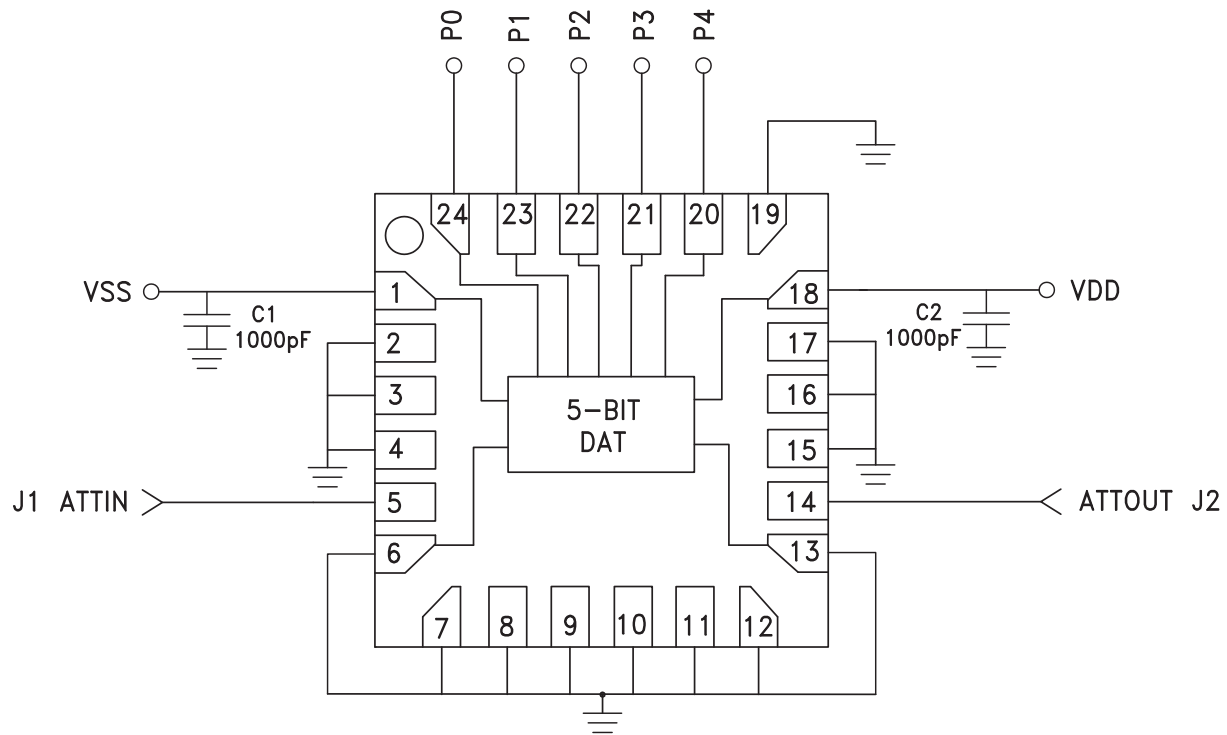 P0 P1 P2 P3 P4
24 23 22 21 20 19
VSS
C1
1000pF
1
2
3
4
J1 ATTIN
5
6
5-BIT
DAT
18
VDD
C2
1000pF
17
16
15
14
ATTOUT J2
13
7 8 9 10 11 12